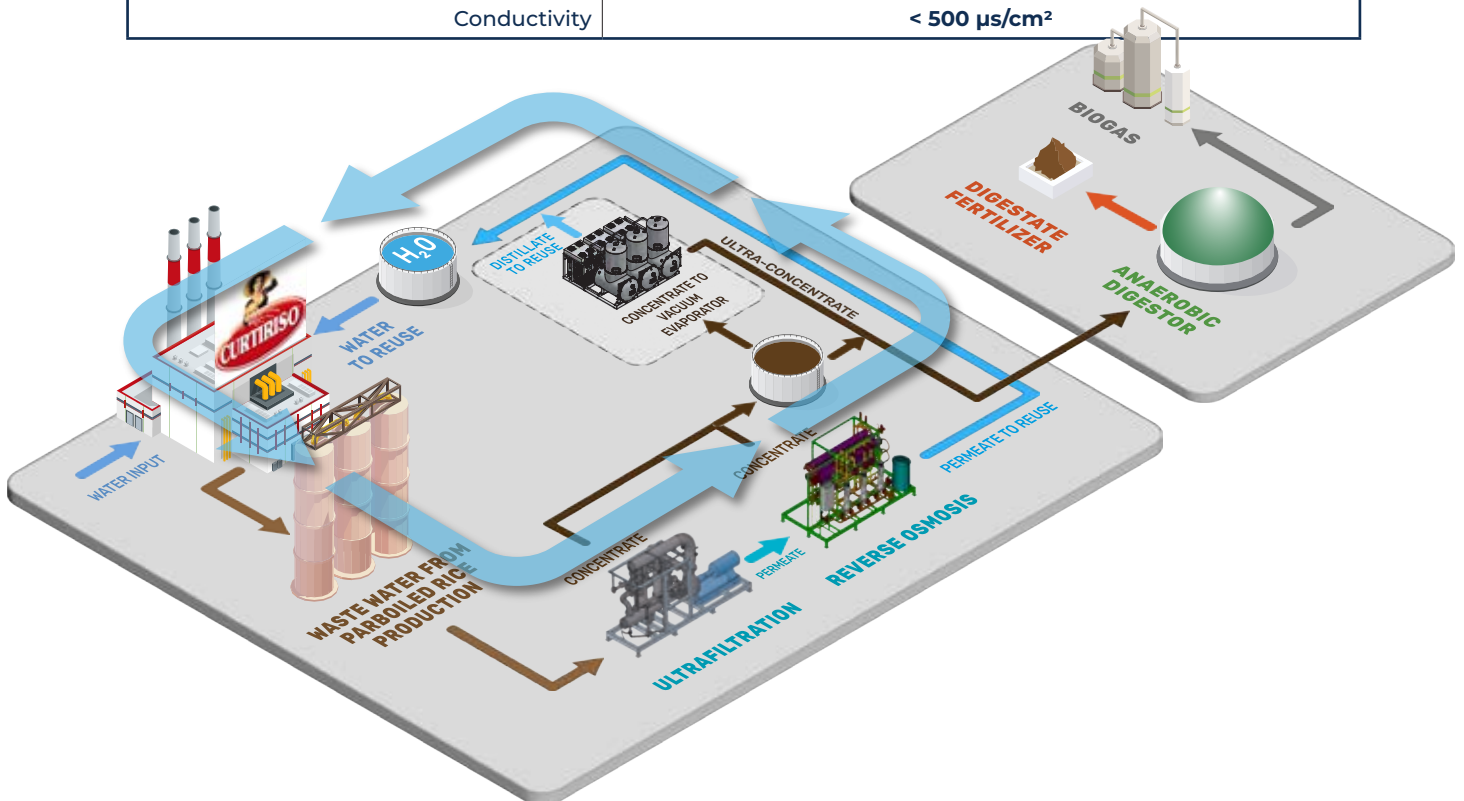 Conductivity < 500 µs/cm²
BIOGAS
DIGESTATE
FERTILIZER
ANAEROBIC
DIGESTOR
H₂O
DISTILLATE
TO REUSE
ULTRA-CONCENTRATE
CONCENTRATE TO
VACUUM
EVAPORATOR
CURTIRISO
WATER
TO REUSE
WATER INPUT
CONCENTRATE
PERMEATE TO REUSE
CONCENTRATE
PERMEATE
REVERSE OSMOSIS
WASTE WATER FROM
PARBOILED RICE
PRODUCTION
ULTRAFILTRATION